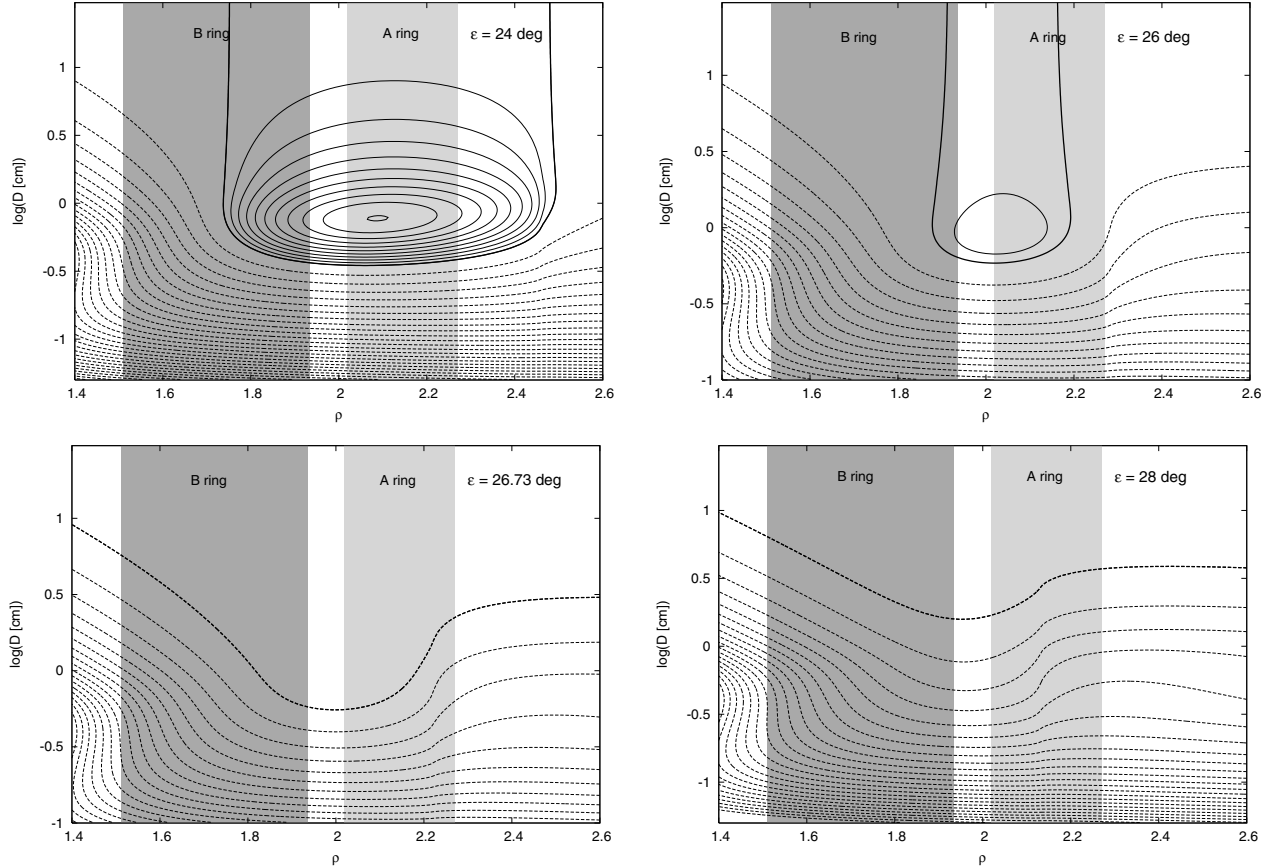 B ring
A ring
ε = 24 deg
log(D [cm])
1
0.5
0
-0.5
-1
1.4 1.6 1.8 2 2.2 2.4 2.6
ρ
B ring
A ring
ε = 26 deg
log(D [cm])
1
0.5
0
-0.5
-1
1.4 1.6 1.8 2 2.2 2.4 2.6
ρ
B ring
A ring
ε = 26.73 deg
log(D [cm])
1
0.5
0
-0.5
-1
1.4 1.6 1.8 2 2.2 2.4 2.6
ρ
B ring
A ring
ε = 28 deg
log(D [cm])
1
0.5
0
-0.5
-1
1.4 1.6 1.8 2 2.2 2.4 2.6
ρ